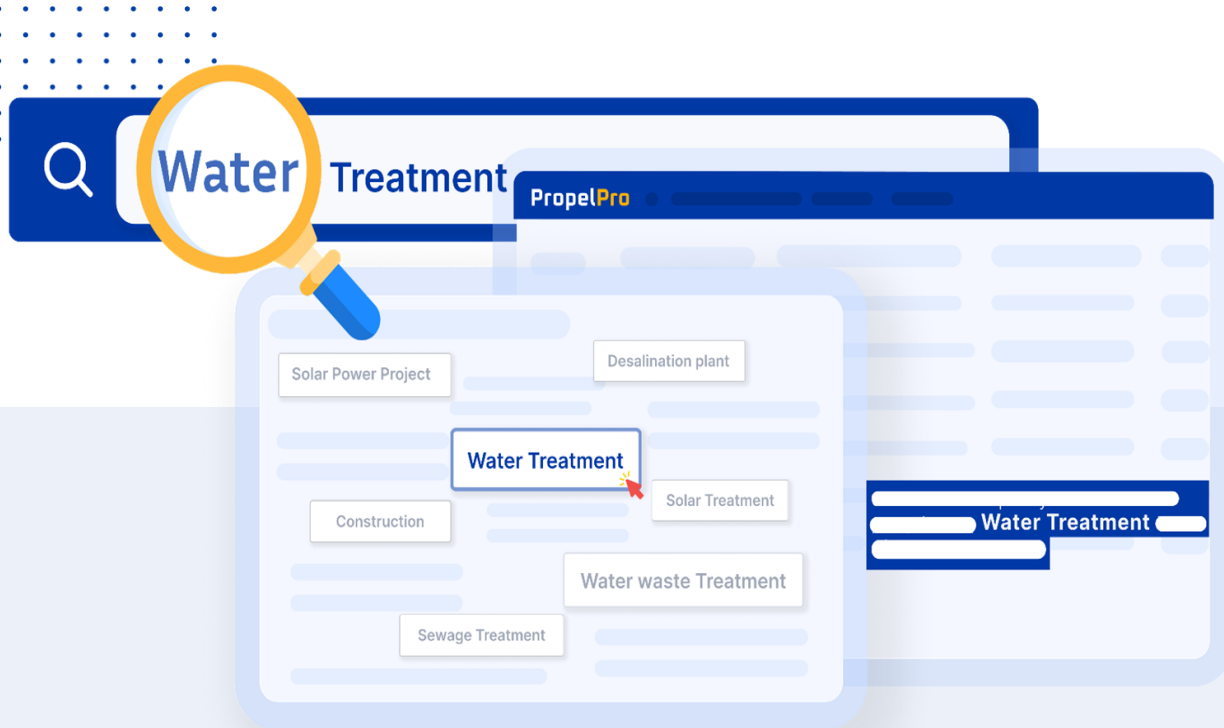 Water Treatment
PropelPro
Solar Power Project
Desalination plant
Water Treatment
Solar Treatment
Construction
Water waste Treatment
Sewage Treatment
Water Treatment